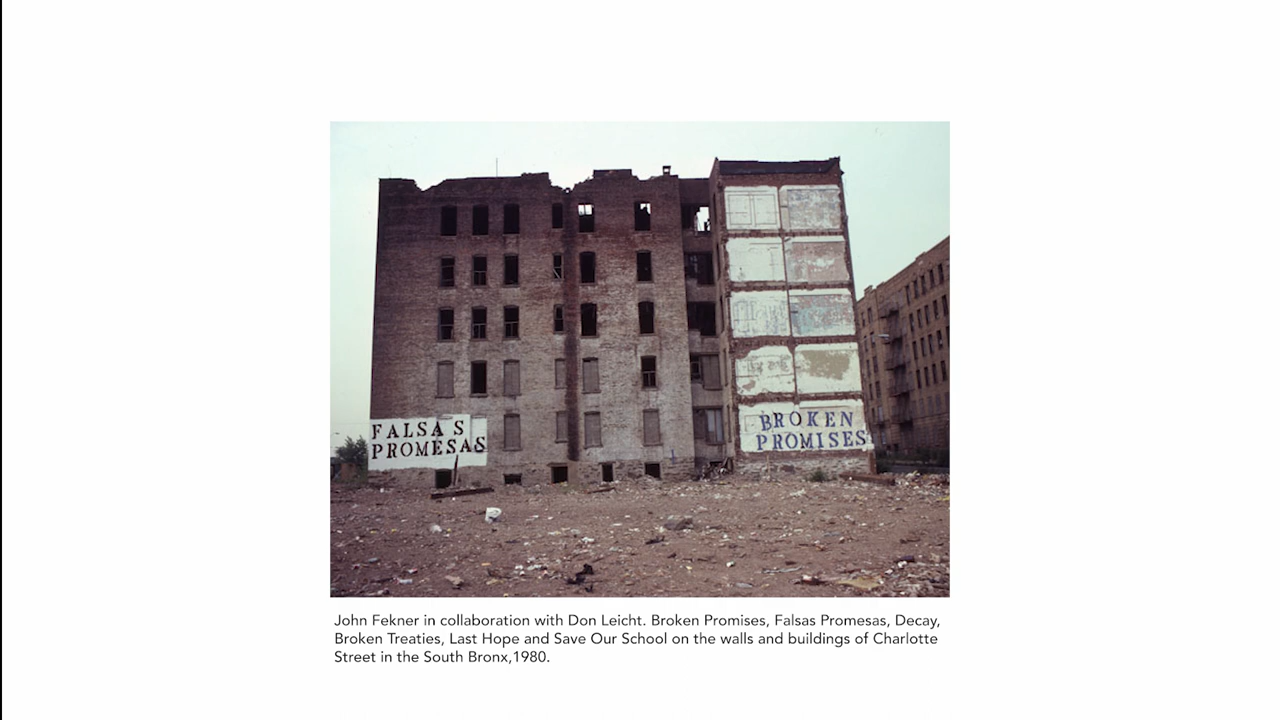 FALSAS
PROMESAS
BROKEN
PROMISES
John Fekner in collaboration with Don Leicht. Broken Promises, Falsas Promesas, Decay,
Broken Treaties, Last Hope and Save Our School on the walls and buildings of Charlotte
Street in the South Bronx,1980.